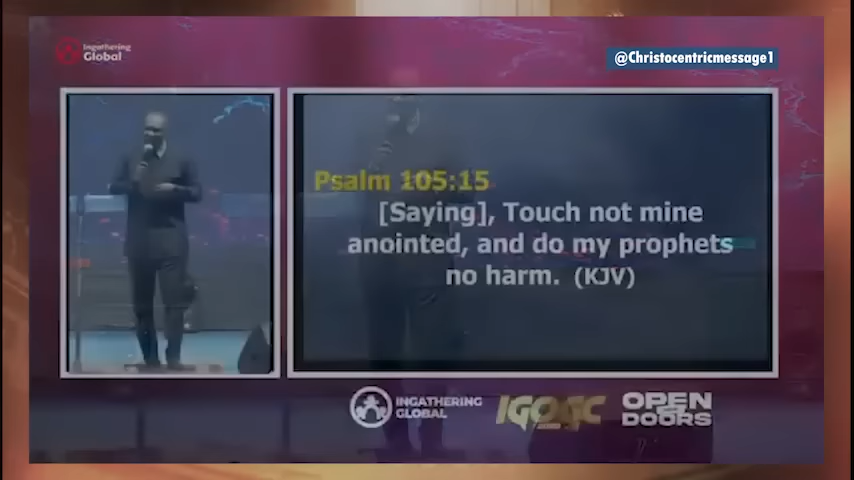 Ingathering
Global
@Christocentricmessage1
Psalm 105:15
[Saying], Touch not mine
anointed, and do my prophets
no harm. (KJV)
INGATHERING
GLOBAL
IGOGC
OPEN
DOORS